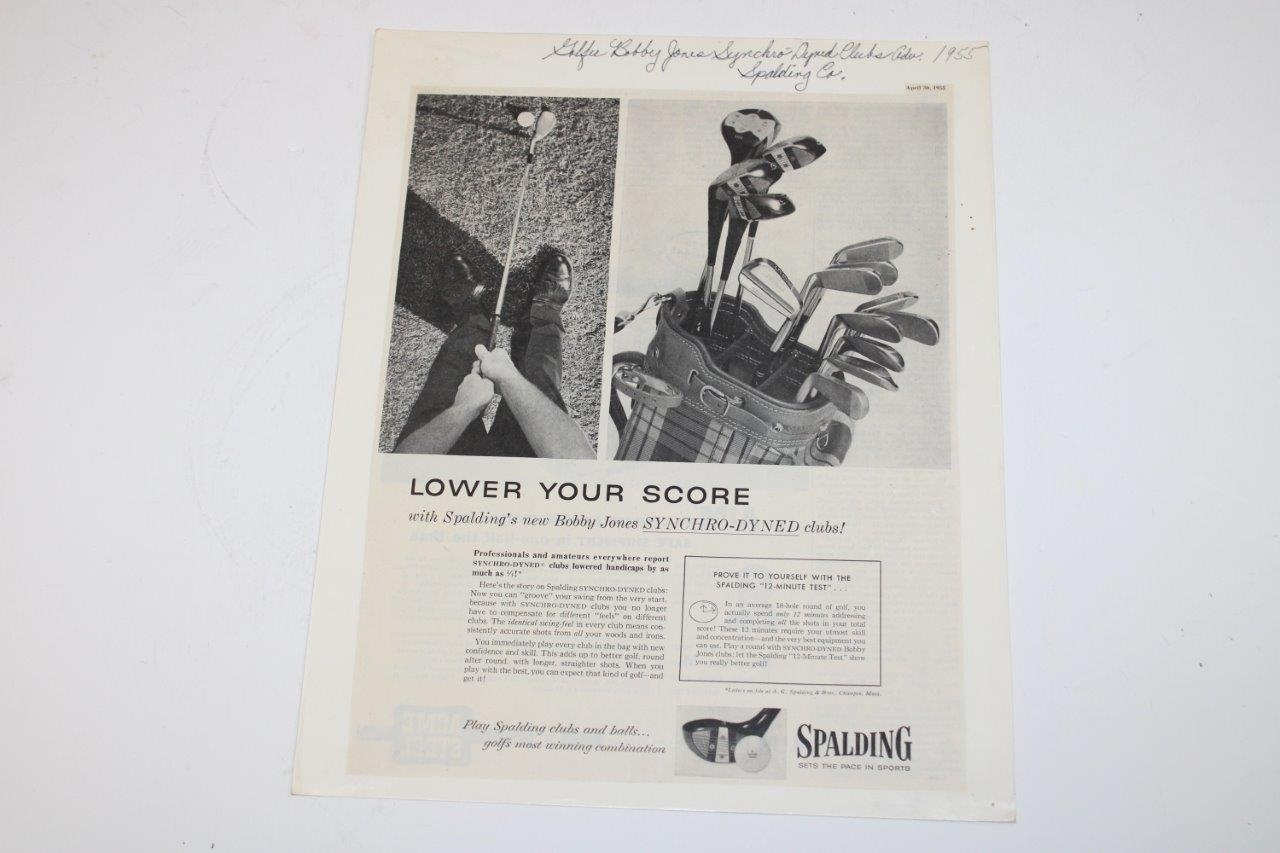 Golfer Bobby Jones Synchro-Dyned Clubs Adv. 1955
Spalding Co.
April 30, 1955
LOWER YOUR SCORE
with Spalding's new Bobby Jones SYNCHRO-DYNED clubs!
Professionals and amateurs everywhere report
SYNCHRO-DYNED® clubs lowered handicaps by as
much as ⅓!*
Here's the story on Spalding SYNCHRO-DYNED clubs:
Now you can "groove" your swing from the very start,
because with SYNCHRO-DYNED clubs you no longer
have to compensate for different "feels" on different
clubs. The identical swing-feel in every club means con-
sistently accurate shots from all your woods and irons.
You immediately play every club in the bag with new
confidence and skill. This adds up to better golf, round
after round, with longer, straighter shots. When you
play with the best, you can expect that kind of golf—and
get it!
PROVE IT TO YOURSELF WITH THE
SPALDING "12-MINUTE TEST" . . .
In an average 18-hole round of golf, you
actually spend only 12 minutes addressing
and completing all the shots in your total
score! These 12 minutes require your utmost skill
and concentration—and the very best equipment you
can use. Play a round with SYNCHRO-DYNED Bobby
Jones clubs; let the Spalding "12-Minute Test" show
you really better golf!
*Letters on file at A. G. Spalding & Bros., Chicopee, Mass.
Play Spalding clubs and balls...
golf's most winning combination
SPALDING
SETS THE PACE IN SPORTS